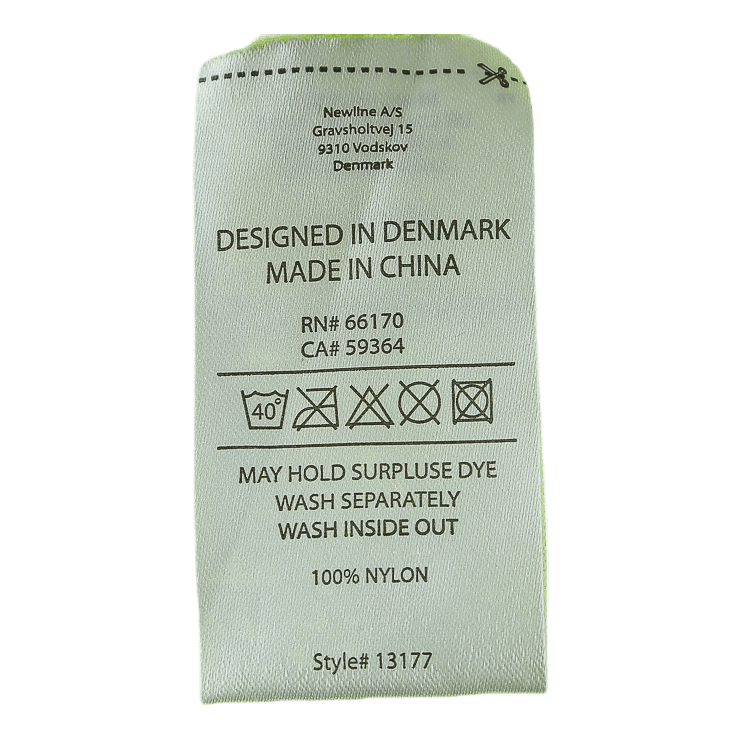 Newline A/S
Gravsholtvej 15
9310 Vodskov
Denmark
DESIGNED IN DENMARK
MADE IN CHINA
RN# 66170
CA# 59364
40°
MAY HOLD SURPLUSE DYE
WASH SEPARATELY
WASH INSIDE OUT
100% NYLON
Style# 13177